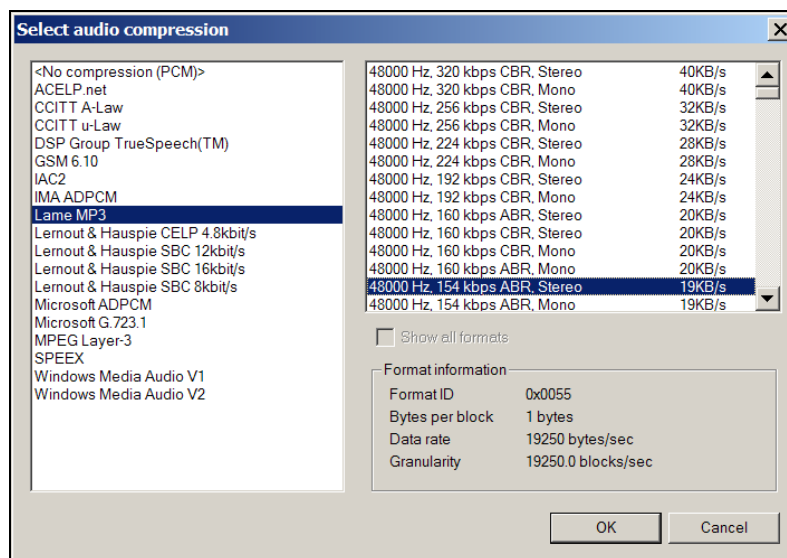 Select audio compression
<No compression (PCM)>
ACELP.net
CCITT A-Law
CCITT u-Law
DSP Group TrueSpeech(TM)
GSM 6.10
IAC2
IMA ADPCM
Lame MP3
Lernout & Hauspie CELP 4.8kbit/s
Lernout & Hauspie SBC 12kbit/s
Lernout & Hauspie SBC 16kbit/s
Lernout & Hauspie SBC 8kbit/s
Microsoft ADPCM
Microsoft G.723.1
MPEG Layer-3
SPEEX
Windows Media Audio V1
Windows Media Audio V2
48000 Hz, 320 kbps CBR, Stereo 40KB/s
48000 Hz, 320 kbps CBR, Mono 40KB/s
48000 Hz, 256 kbps CBR, Stereo 32KB/s
48000 Hz, 256 kbps CBR, Mono 32KB/s
48000 Hz, 224 kbps CBR, Stereo 28KB/s
48000 Hz, 224 kbps CBR, Mono 28KB/s
48000 Hz, 192 kbps CBR, Stereo 24KB/s
48000 Hz, 192 kbps CBR, Mono 24KB/s
48000 Hz, 160 kbps ABR, Stereo 20KB/s
48000 Hz, 160 kbps CBR, Stereo 20KB/s
48000 Hz, 160 kbps CBR, Mono 20KB/s
48000 Hz, 160 kbps ABR, Mono 20KB/s
48000 Hz, 154 kbps ABR, Stereo 19KB/s
48000 Hz, 154 kbps ABR, Mono 19KB/s
Show all formats
Format information
Format ID 0x0055
Bytes per block 1 bytes
Data rate 19250 bytes/sec
Granularity 19250.0 blocks/sec
OK Cancel